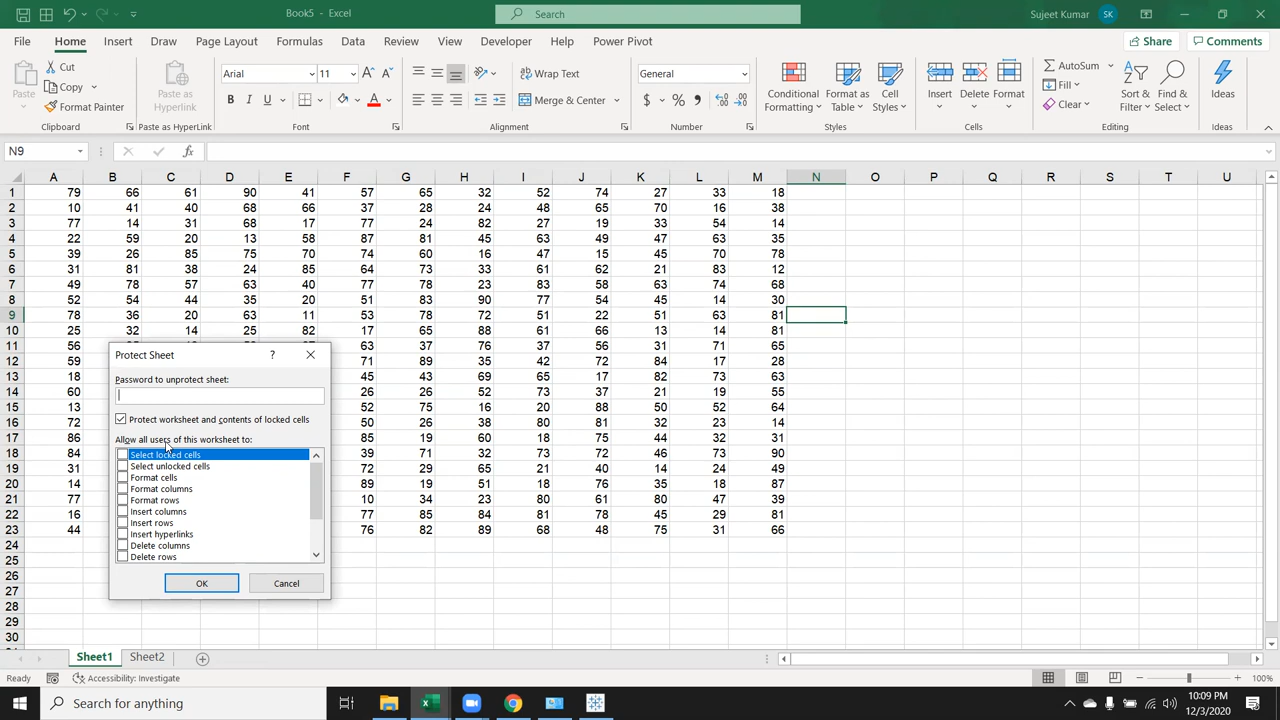 Book5 - Excel
Search
Sujeet Kumar
SK
File Home Insert Draw Page Layout Formulas Data Review View Developer Help Power Pivot
Share Comments
Paste
Cut
Copy
Format Painter
Paste as Hyperlink
Arial 11
B I U
Wrap Text
Merge & Center
General
$ % ,
Conditional Formatting
Format as Table
Cell Styles
Insert Delete Format
AutoSum
Fill
Clear
Sort & Filter
Find & Select
Ideas
Clipboard Paste as HyperLink Font Alignment Number Styles Cells Editing Ideas
N9
fx
A B C D E F G H I J K L M N O P Q R S T U
1 79 66 61 90 41 57 65 32 52 74 27 33 18
2 10 41 40 68 66 37 28 24 48 65 70 16 38
3 77 14 31 68 17 77 24 82 27 19 33 54 14
4 22 59 20 13 58 87 81 45 63 49 47 63 35
5 39 26 85 75 70 74 60 16 47 15 45 70 78
6 31 81 38 24 85 64 73 33 61 62 21 83 12
7 49 78 57 63 40 77 78 23 83 58 63 74 68
8 52 54 44 35 20 51 83 90 77 54 45 14 30
9 78 36 20 63 11 53 78 72 51 22 51 63 81
10 25 32 14 25 82 17 65 88 61 66 13 14 81
11 56 63 37 76 37 56 31 71 65
12 59 71 89 35 42 72 84 17 28
13 18 45 43 69 65 17 82 73 63
14 60 26 26 52 73 37 21 19 55
15 13 52 75 16 20 88 50 52 64
16 72 50 26 38 80 81 32 23 14
17 86 85 19 60 18 75 44 32 31
18 84 71 48 33 72 72 46 73 90
19 31 72 29 65 21 40 14 24 49
20 14 89 19 51 18 34 35 18 87
21 77 10 34 23 80 61 80 47 39
22 16 77 85 84 81 78 45 29 81
23 44 76 82 89 68 48 75 31 66
24
25
26
27
28
29
30
Protect Sheet ?
Password to unprotect sheet:
Protect worksheet and contents of locked cells
Allow all users of this worksheet to:
Select locked cells
Select unlocked cells
Format cells
Format columns
Format rows
Insert columns
Insert rows
Insert hyperlinks
Delete columns
Delete rows
OK Cancel
Sheet1 Sheet2
Ready Accessibility: Investigate 100%
Search for anything
10:09 PM
12/3/2020